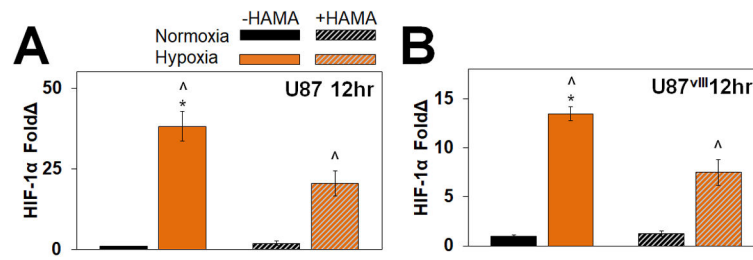 -HAMA +HAMA
Normoxia
Hypoxia
A
HIF-1α FoldΔ
50
25
0
U87 12hr
^
*
^
B
HIF-1α FoldΔ
15
10
5
0
U87vIII12hr
^
*
^